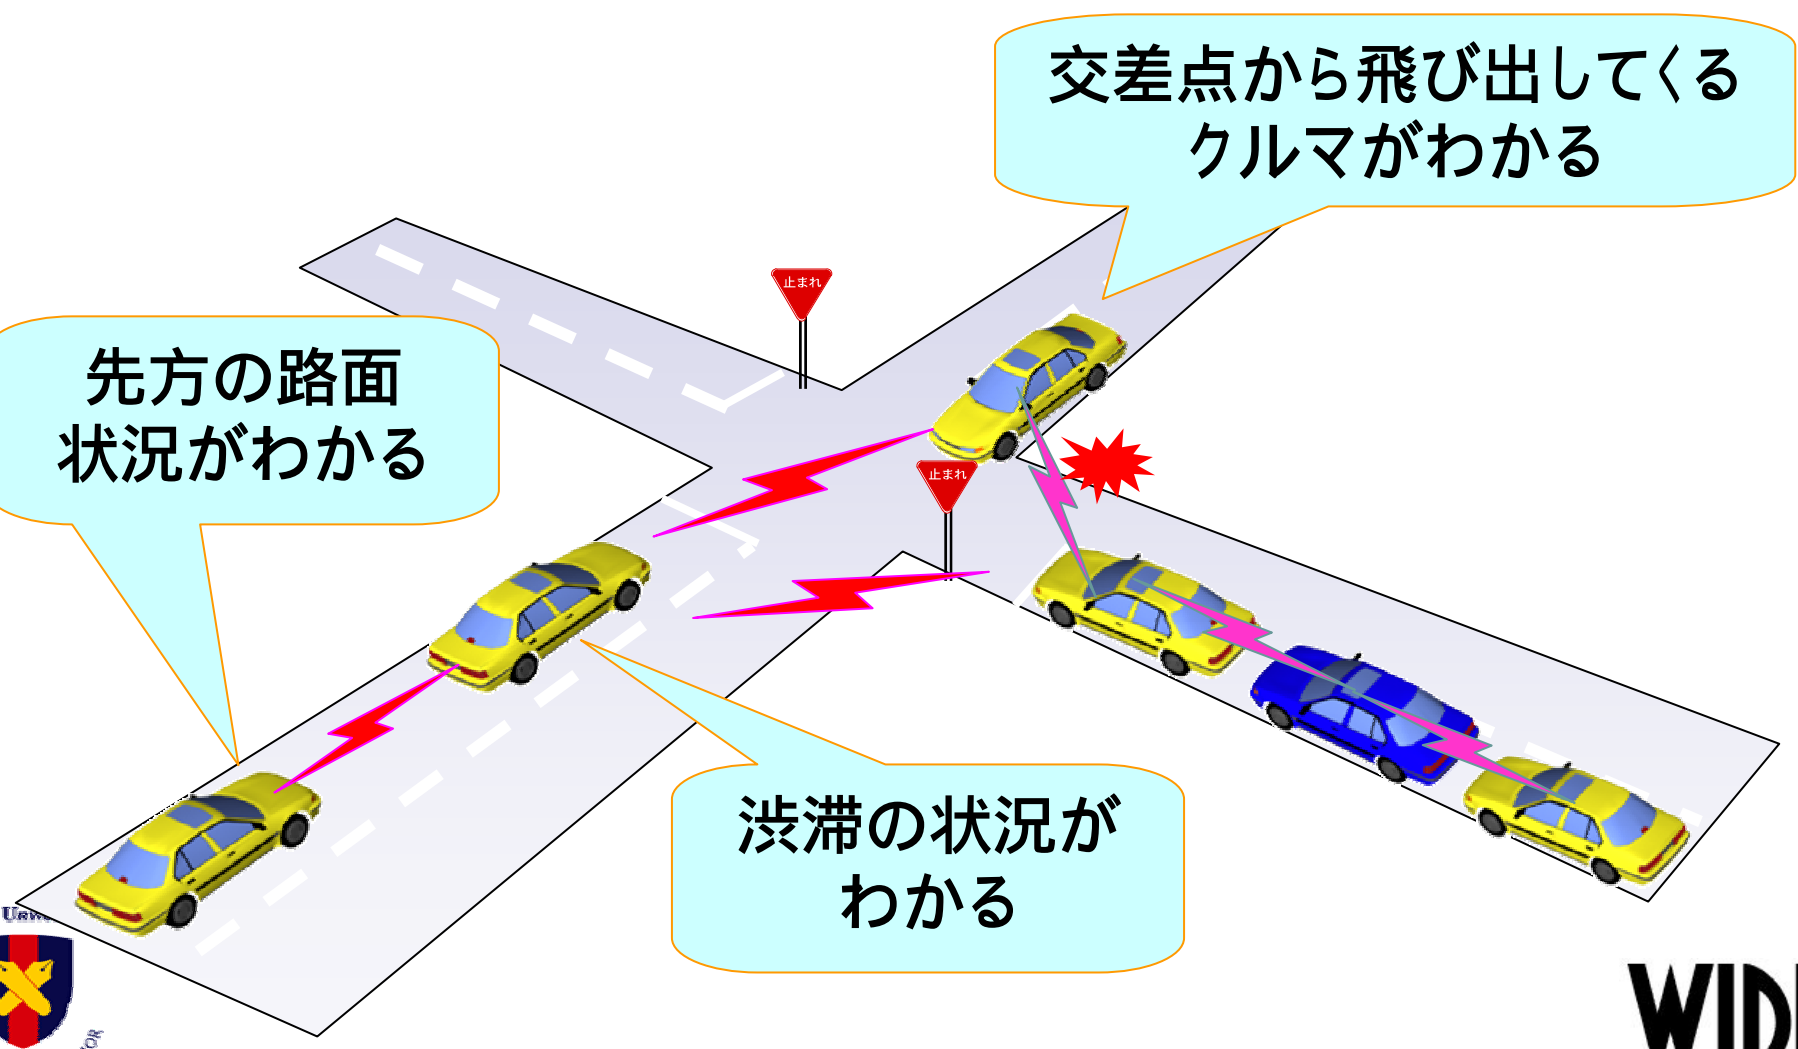 交差点から飛び出してくる
クルマがわかる
止まれ
先方の路面
状況がわかる
止まれ
渋滞の状況が
わかる